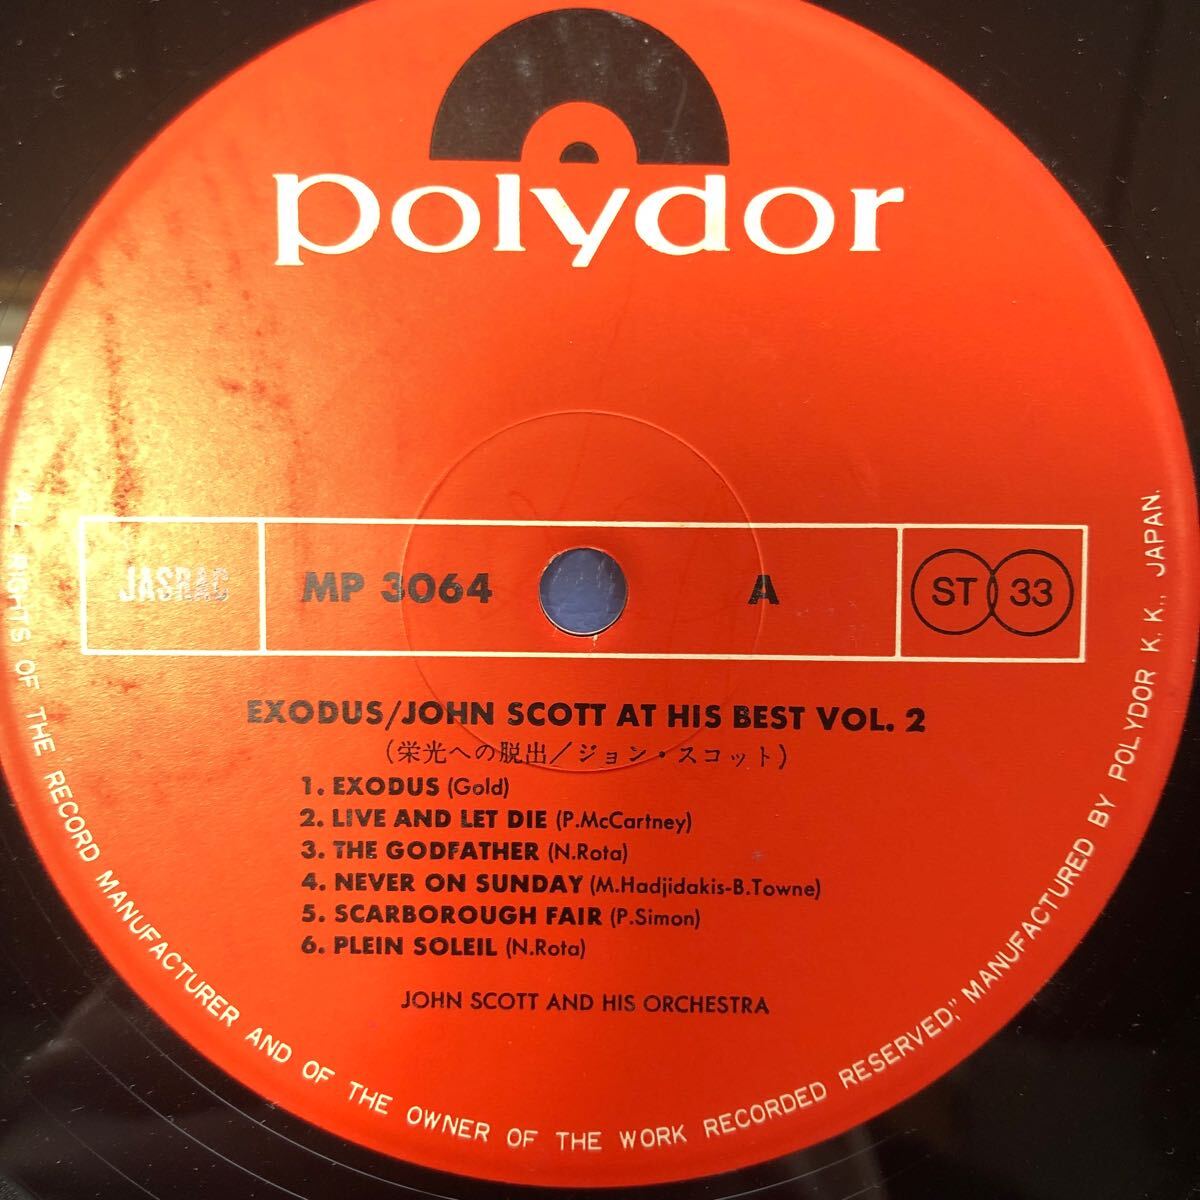 polydor
JASRAC
MP 3064
A
ST 33
EXODUS/JOHN SCOTT AT HIS BEST VOL. 2
(栄光への脱出/ジョン・スコット)
1. EXODUS (Gold)
2. LIVE AND LET DIE (P.McCartney)
3. THE GODFATHER (N.Rota)
4. NEVER ON SUNDAY (M.Hadjidakis-B.Towne)
5. SCARBOROUGH FAIR (P.Simon)
6. PLEIN SOLEIL (N.Rota)
JOHN SCOTT AND HIS ORCHESTRA
ALL RIGHTS OF THE RECORD MANUFACTURER AND OF THE OWNER OF THE WORK RECORDED RESERVED," MANUFACTURED BY POLYDOR K. K., JAPAN.